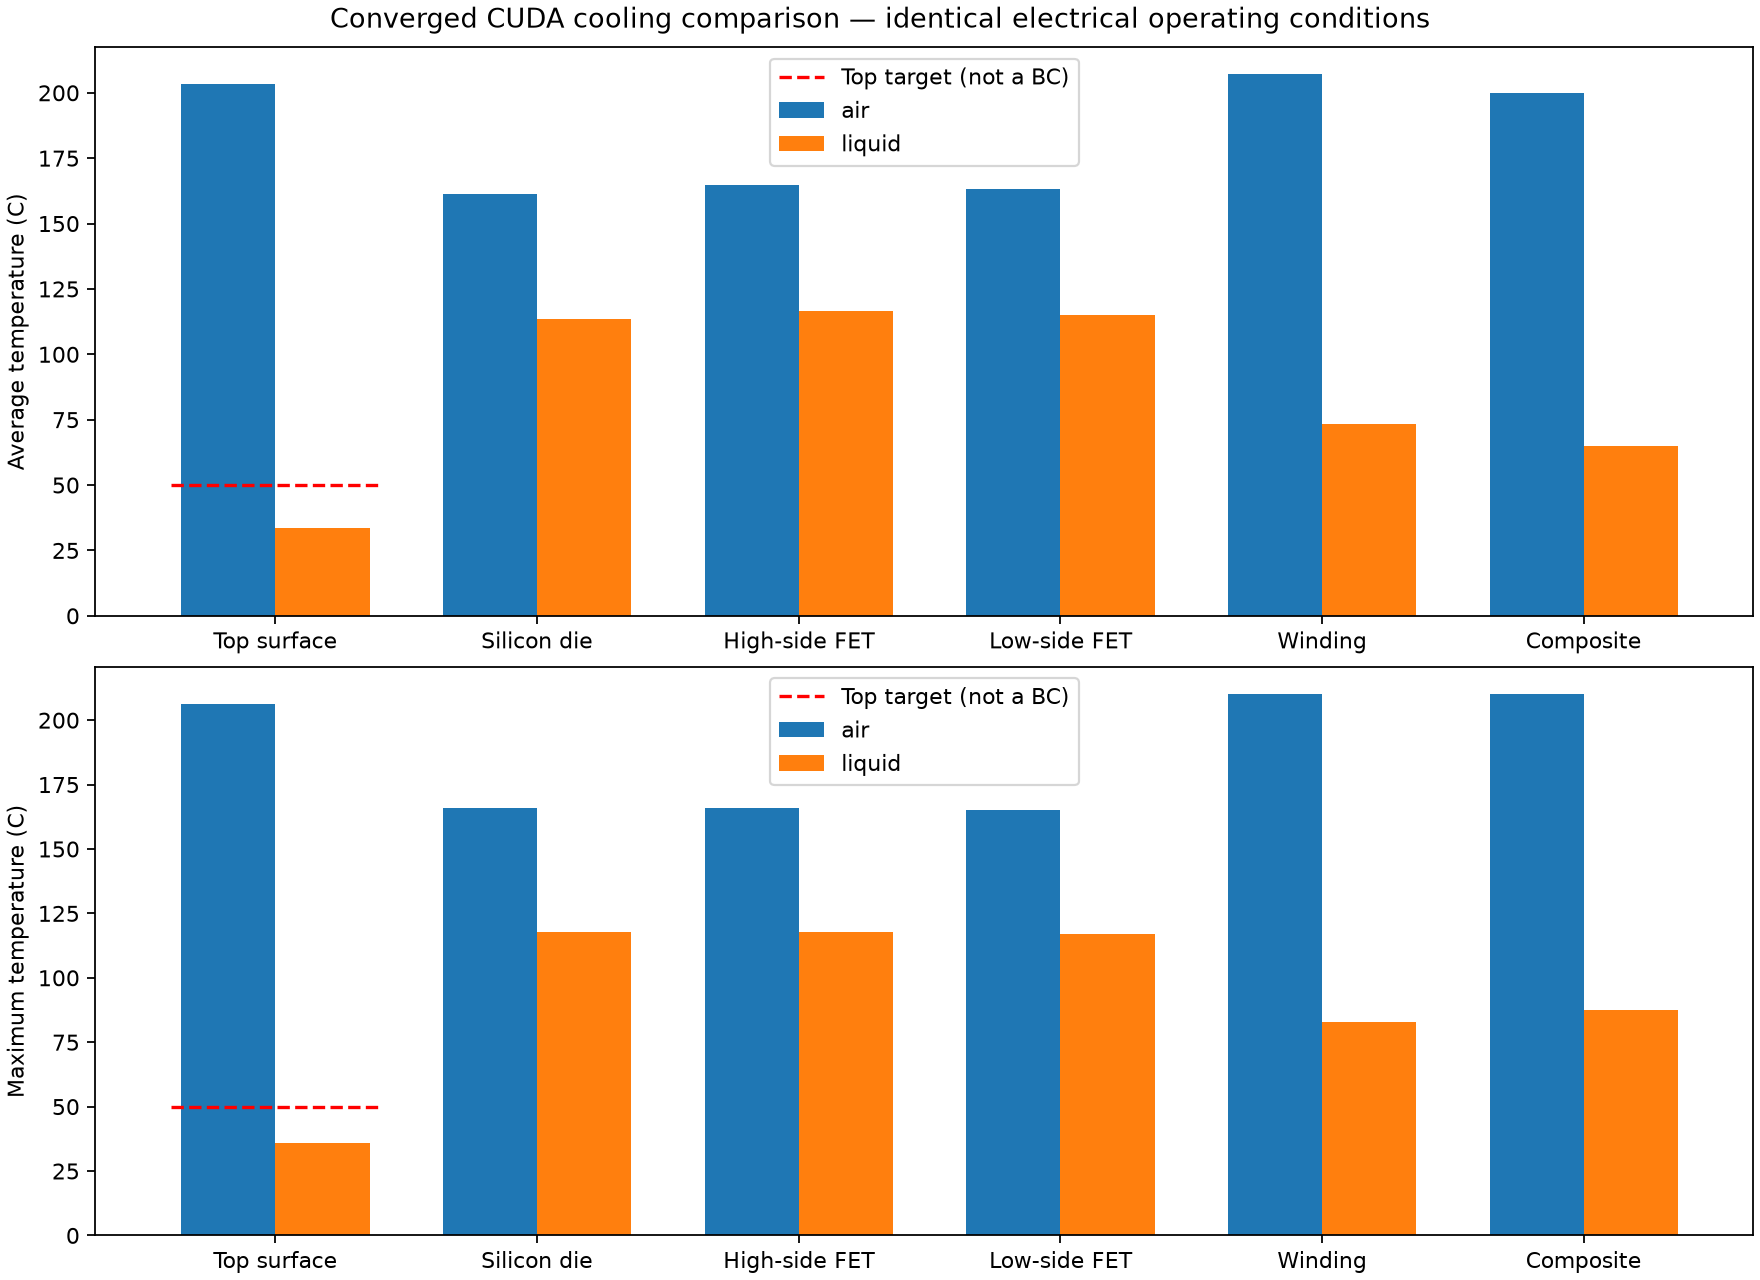 Converged CUDA cooling comparison — identical electrical operating conditions
Average temperature (C)
200
175
150
125
100
75
50
25
0
Top target (not a BC)
air
liquid
Top surface
Silicon die
High-side FET
Low-side FET
Winding
Composite
Maximum temperature (C)
200
175
150
125
100
75
50
25
0
Top target (not a BC)
air
liquid
Top surface
Silicon die
High-side FET
Low-side FET
Winding
Composite